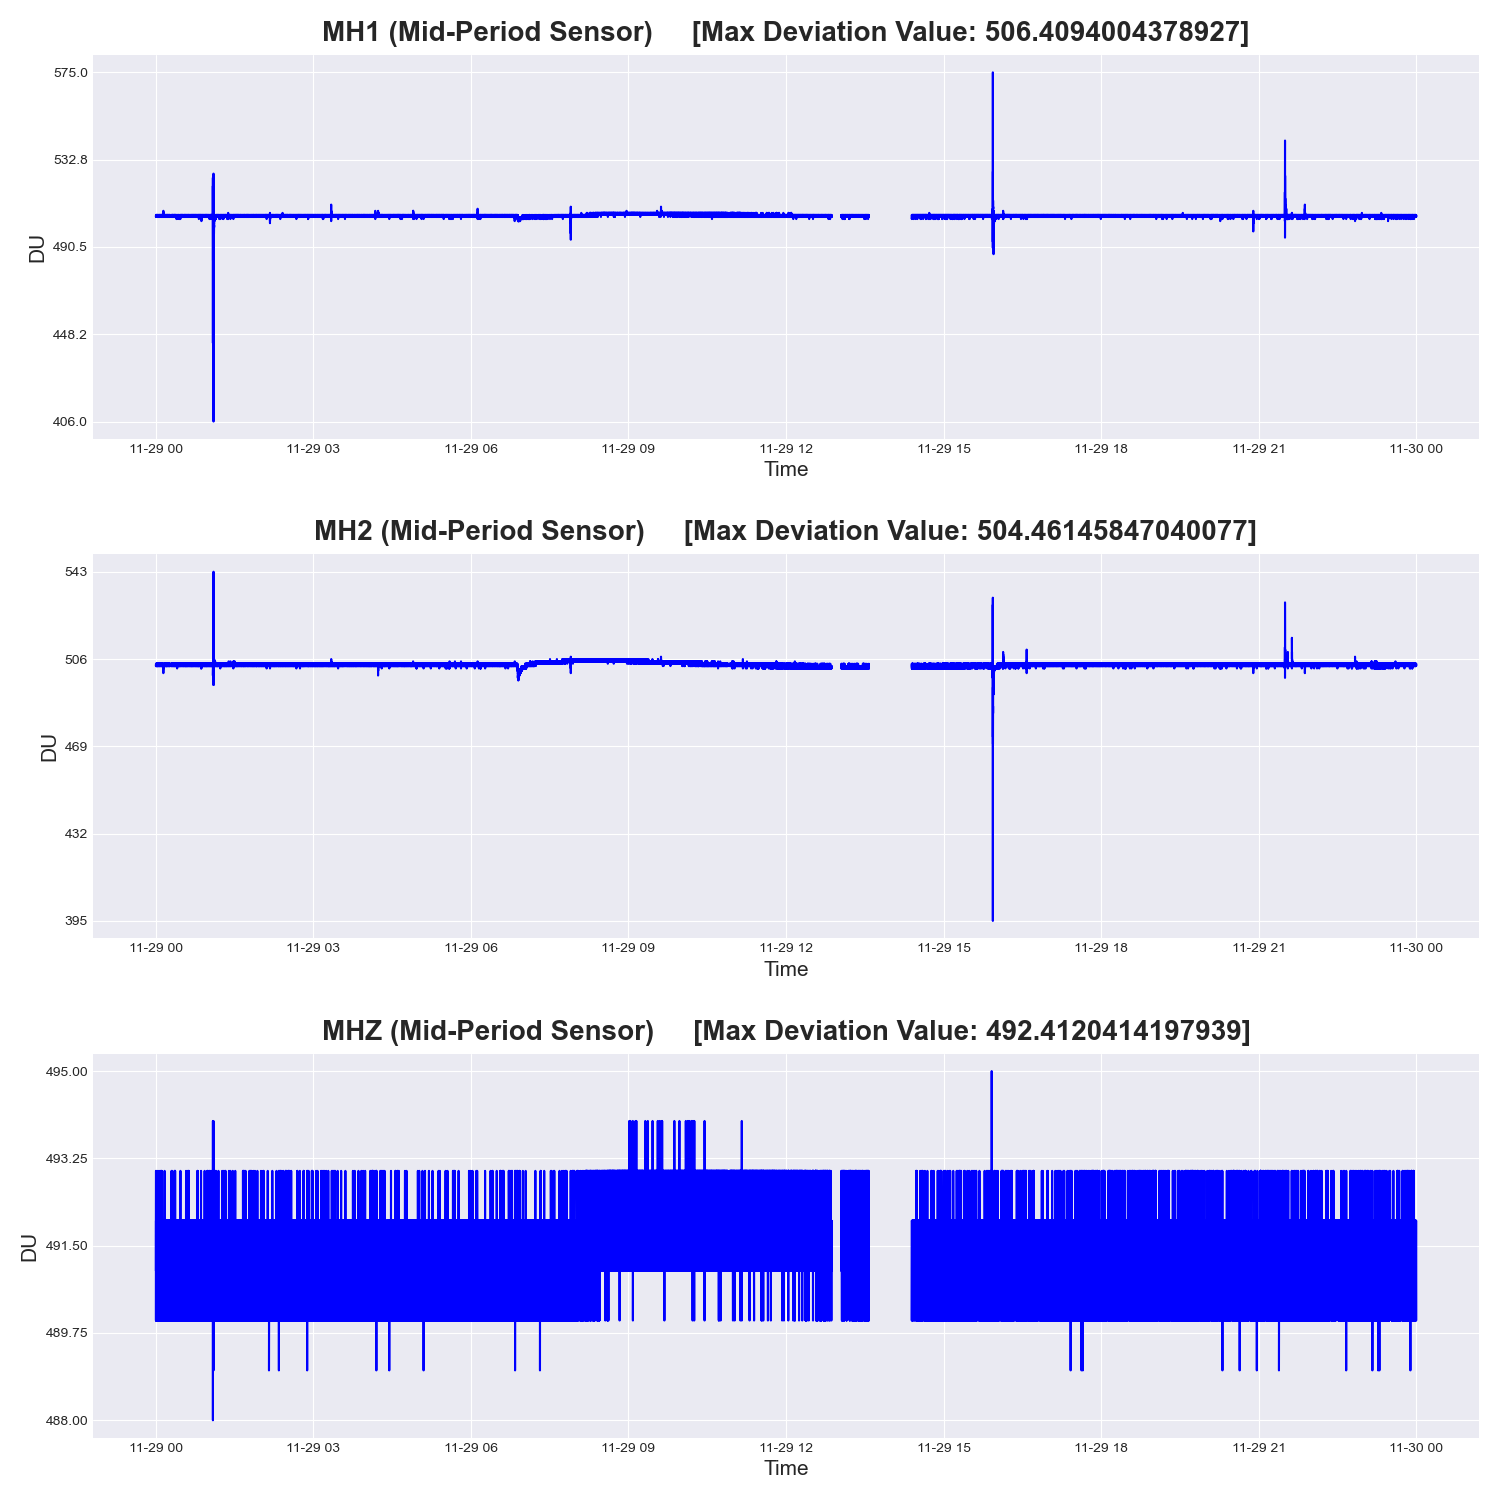 MH1 (Mid-Period Sensor) [Max Deviation Value: 506.4094004378927]
575.0
532.8
490.5
448.2
406.0
DU
11-29 00 11-29 03 11-29 06 11-29 09 11-29 12 11-29 15 11-29 18 11-29 21 11-30 00
Time
MH2 (Mid-Period Sensor) [Max Deviation Value: 504.46145847040077]
543
506
469
432
395
DU
11-29 00 11-29 03 11-29 06 11-29 09 11-29 12 11-29 15 11-29 18 11-29 21 11-30 00
Time
MHZ (Mid-Period Sensor) [Max Deviation Value: 492.4120414197939]
495.00
493.25
491.50
489.75
488.00
DU
11-29 00 11-29 03 11-29 06 11-29 09 11-29 12 11-29 15 11-29 18 11-29 21 11-30 00
Time